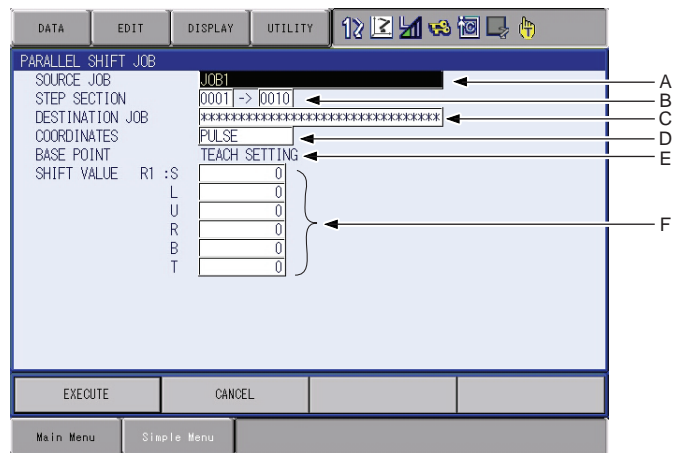 DATA EDIT DISPLAY UTILITY
PARALLEL SHIFT JOB
SOURCE JOB JOB1 A
STEP SECTION 0001 -> 0010 B
DESTINATION JOB ******************************** C
COORDINATES PULSE D
BASE POINT TEACH SETTING E
SHIFT VALUE R1 :S 0
L 0
U 0
R 0 F
B 0
T 0
EXECUTE CANCEL
Main Menu Simple Menu